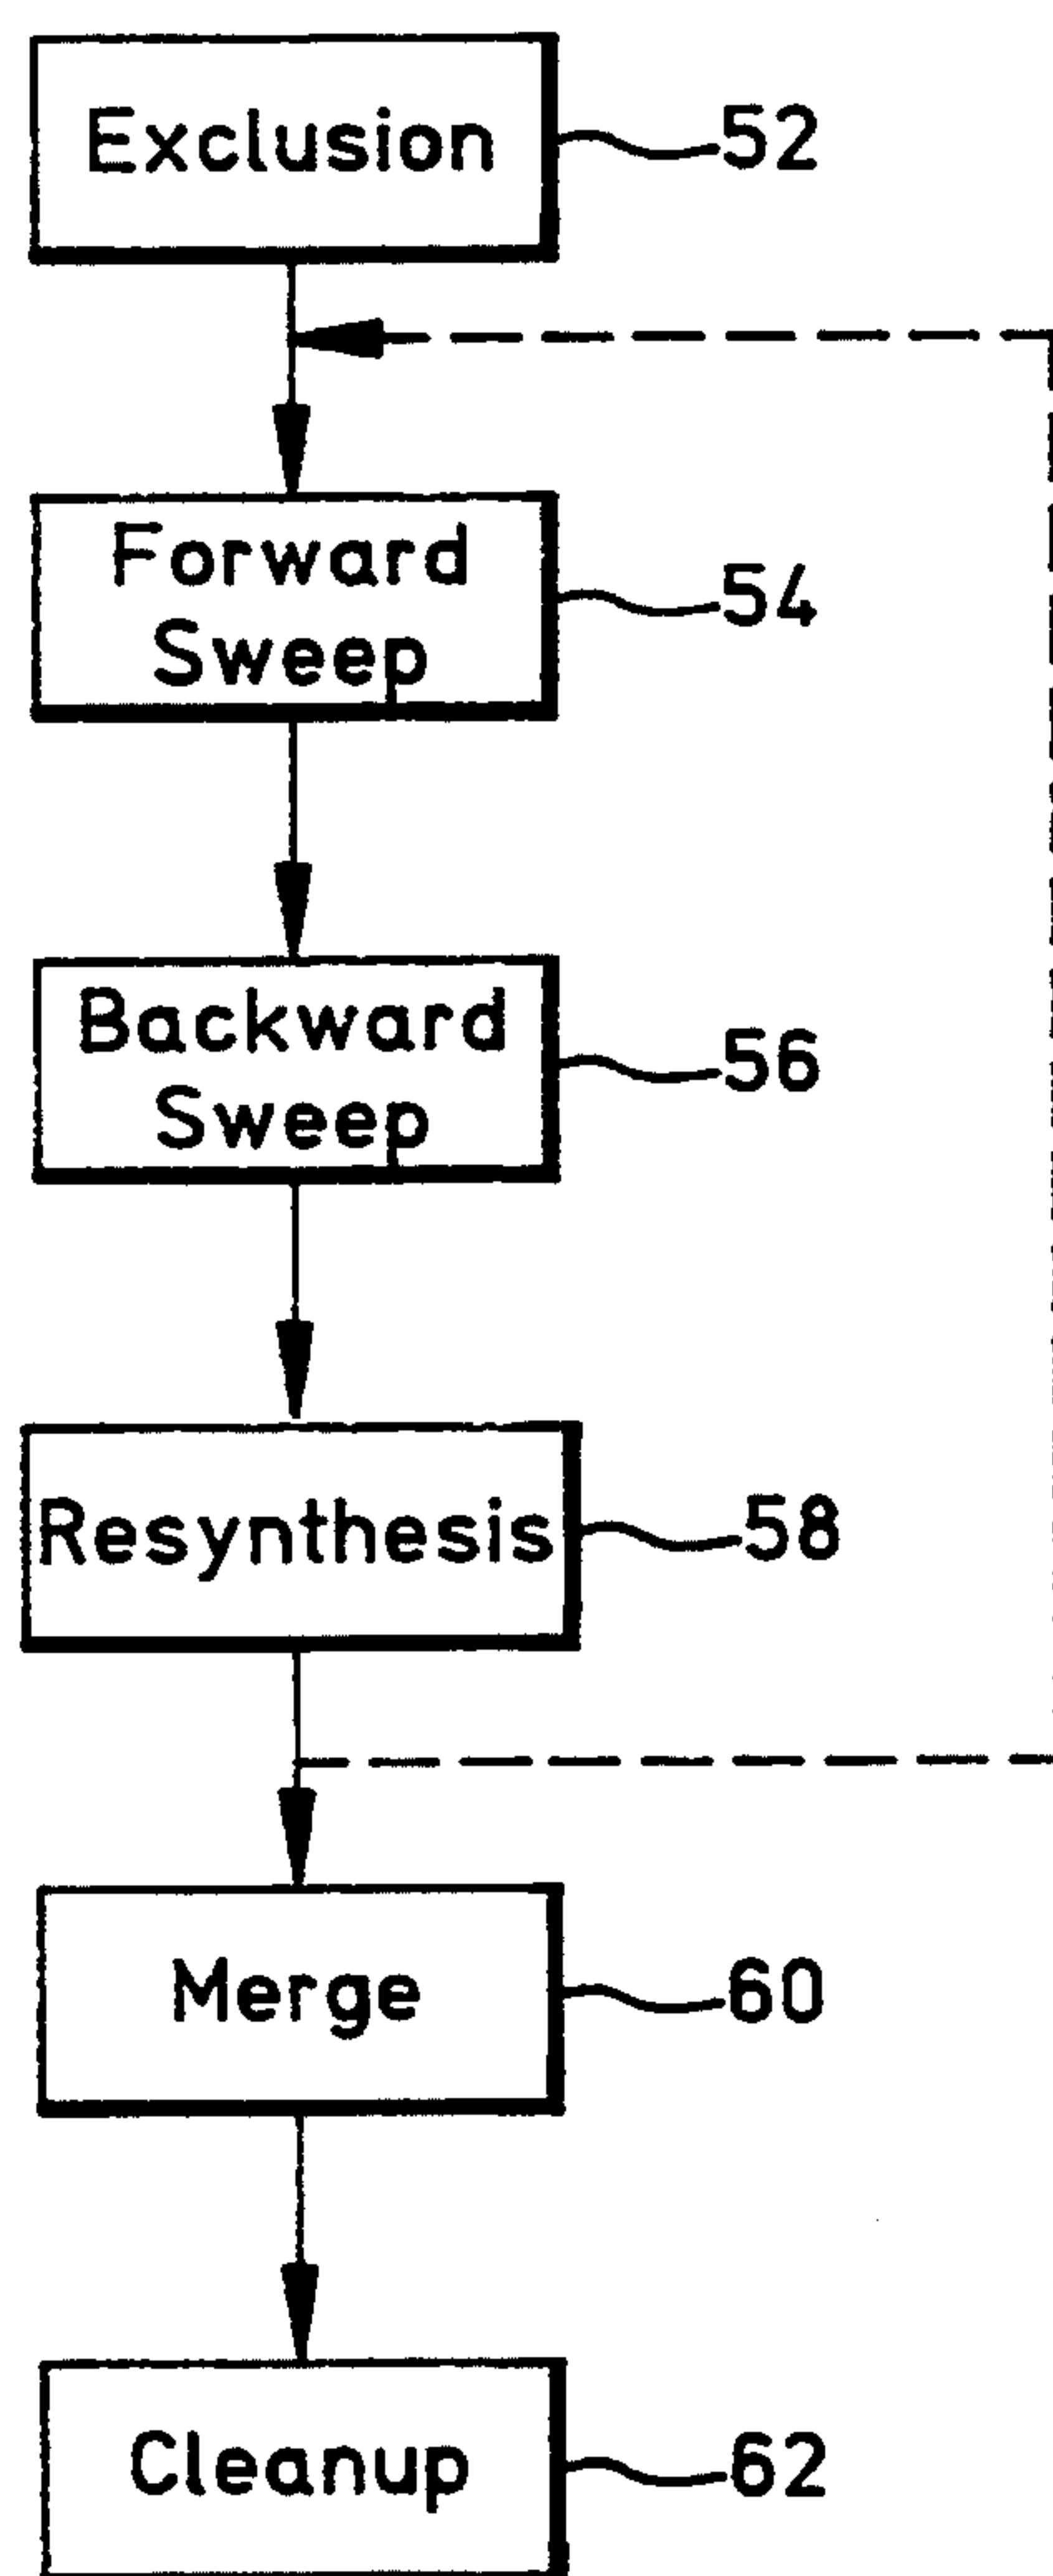 Exclusion
52
Forward
Sweep
54
Backward
Sweep
56
Resynthesis
58
Merge
60
Cleanup
62